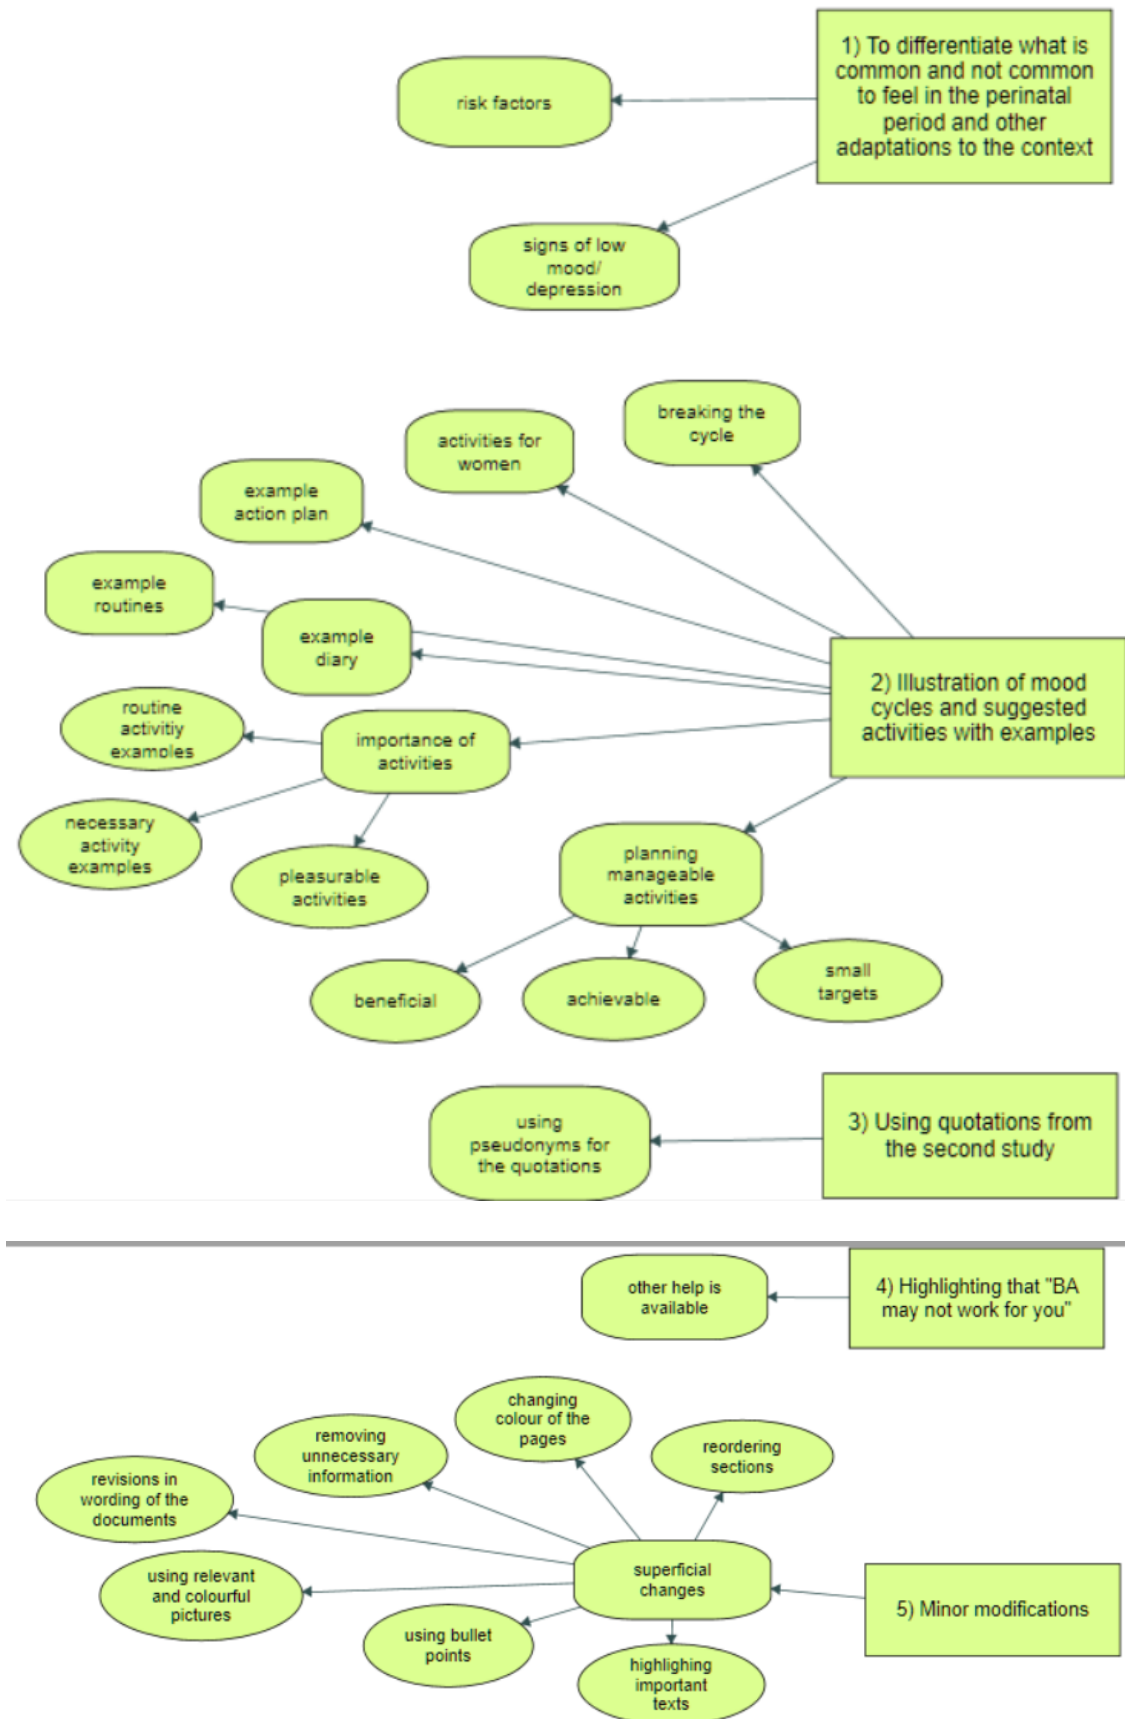 1) To differentiate what is
common and not common
to feel in the perinatal
period and other
adaptations to the context
risk factors
signs of low
mood/
depression
breaking the
cycle
activities for
women
example
action plan
example
routines
example
diary
2) Illustration of mood
cycles and suggested
activities with examples
routine
activitiy
examples
importance of
activities
necessary
activity
examples
pleasurable
activities
planning
manageable
activities
beneficial
achievable
small
targets
3) Using quotations from
the second study
using
pseudonyms for
the quotations
4) Highlighting that "BA
may not work for you"
other help is
available
changing
colour of the
pages
removing
unnecessary
information
reordering
sections
revisions in
wording of the
documents
superficial
changes
using relevant
and colourful
pictures
5) Minor modifications
using bullet
points
highlighing
important
texts